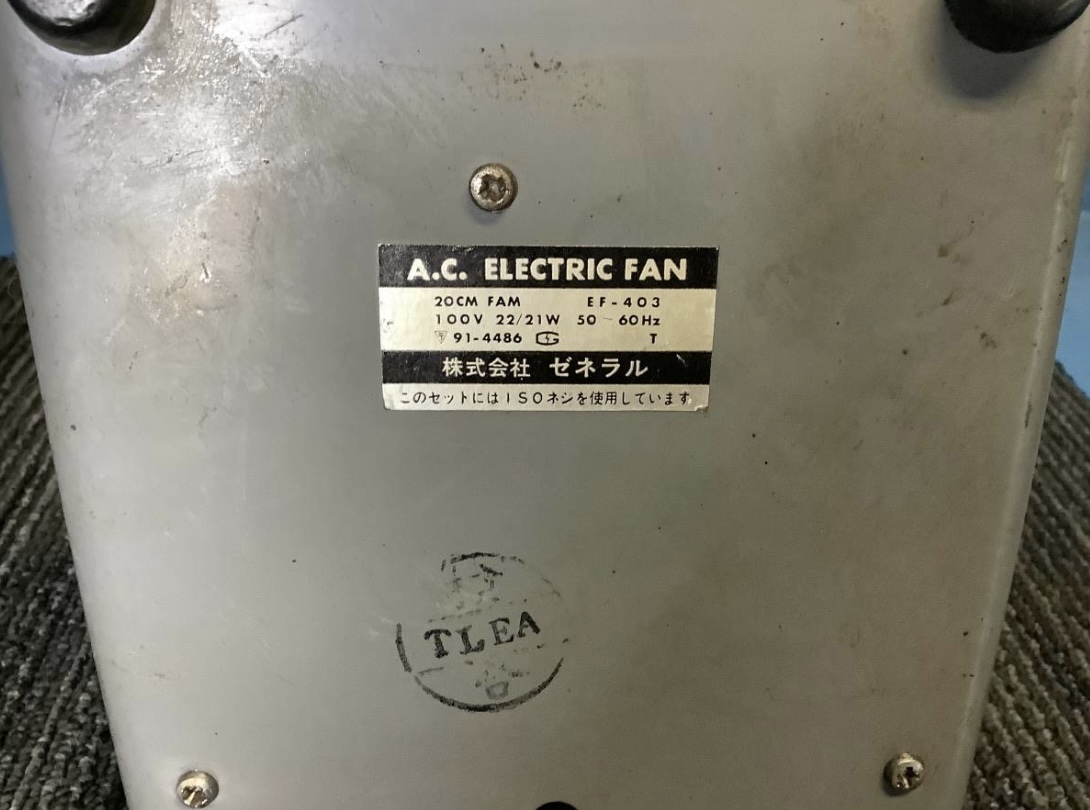 A.C. ELECTRIC FAN
20CM FAM EF-403
100V 22/21W 50~60Hz
〒 91-4486 T
株式会社 ゼネラル
このセットにはISOネジを使用しています
TLEA